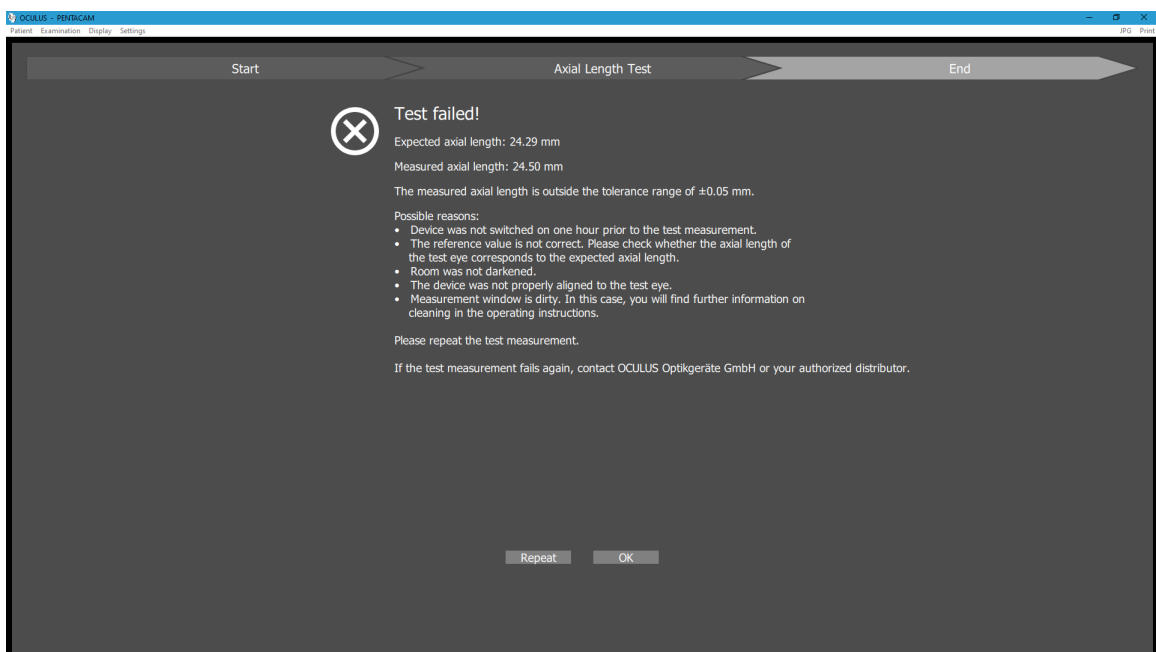 OCULUS - PENTACAM
Patient Examination Display Settings JPG Print
Start Axial Length Test End
Test failed!
Expected axial length: 24.29 mm
Measured axial length: 24.50 mm
The measured axial length is outside the tolerance range of ±0.05 mm.
Possible reasons:
• Device was not switched on one hour prior to the test measurement.
• The reference value is not correct. Please check whether the axial length of
the test eye corresponds to the expected axial length.
• Room was not darkened.
• The device was not properly aligned to the test eye.
• Measurement window is dirty. In this case, you will find further information on
cleaning in the operating instructions.
Please repeat the test measurement.
If the test measurement fails again, contact OCULUS Optikgeräte GmbH or your authorized distributor.
Repeat OK